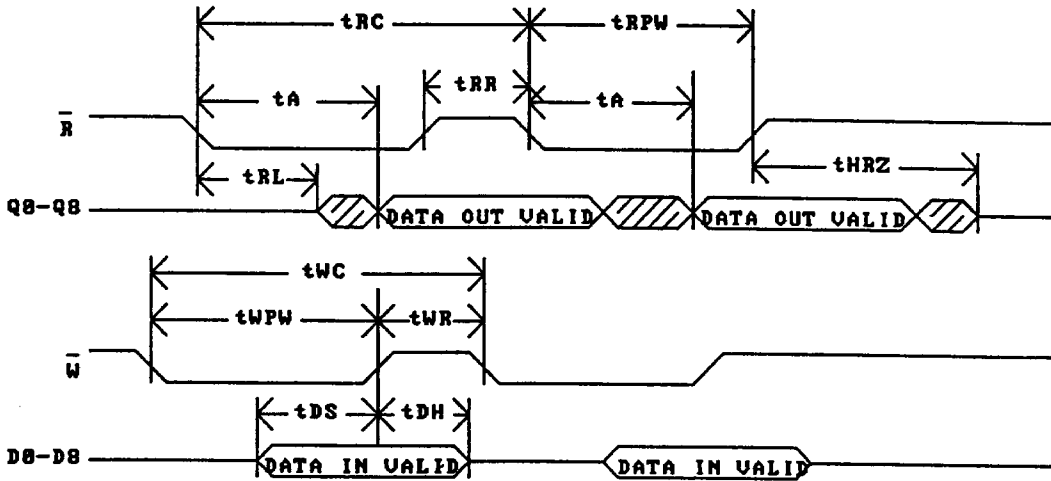 tRC tRPW
tA tRR tA
R̅
tRL tHRZ
Q0-Q8 DATA OUT VALID DATA OUT VALID
tWC
tWPW tWR
W̅
tDS tDH
D0-D8 DATA IN VALID DATA IN VALID